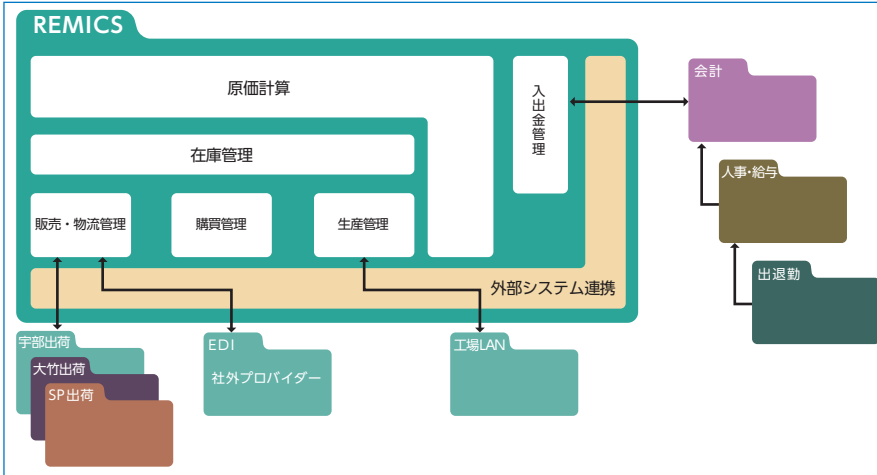 REMICS
原価計算
入出金管理
在庫管理
販売・物流管理
購買管理
生産管理
外部システム連携
会計
人事・給与
出退勤
宇部出荷
大竹出荷
SP出荷
EDI
社外プロバイダー
工場LAN